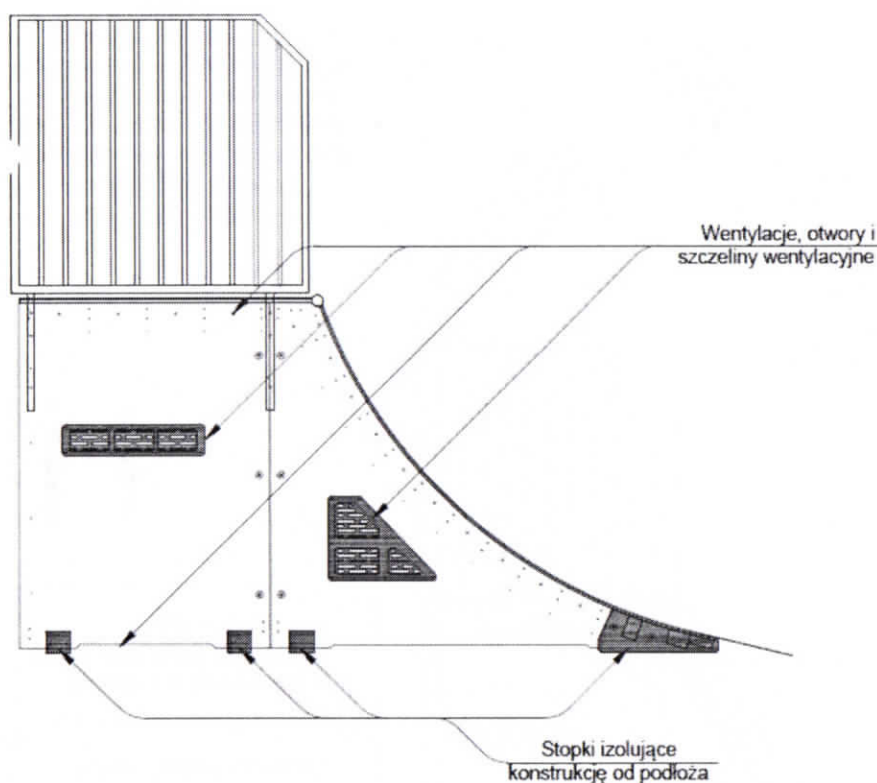 Wentylacje, otwory i
szczeliny wentylacyjne
Stopki izolujące
konstrukcję od podłoża